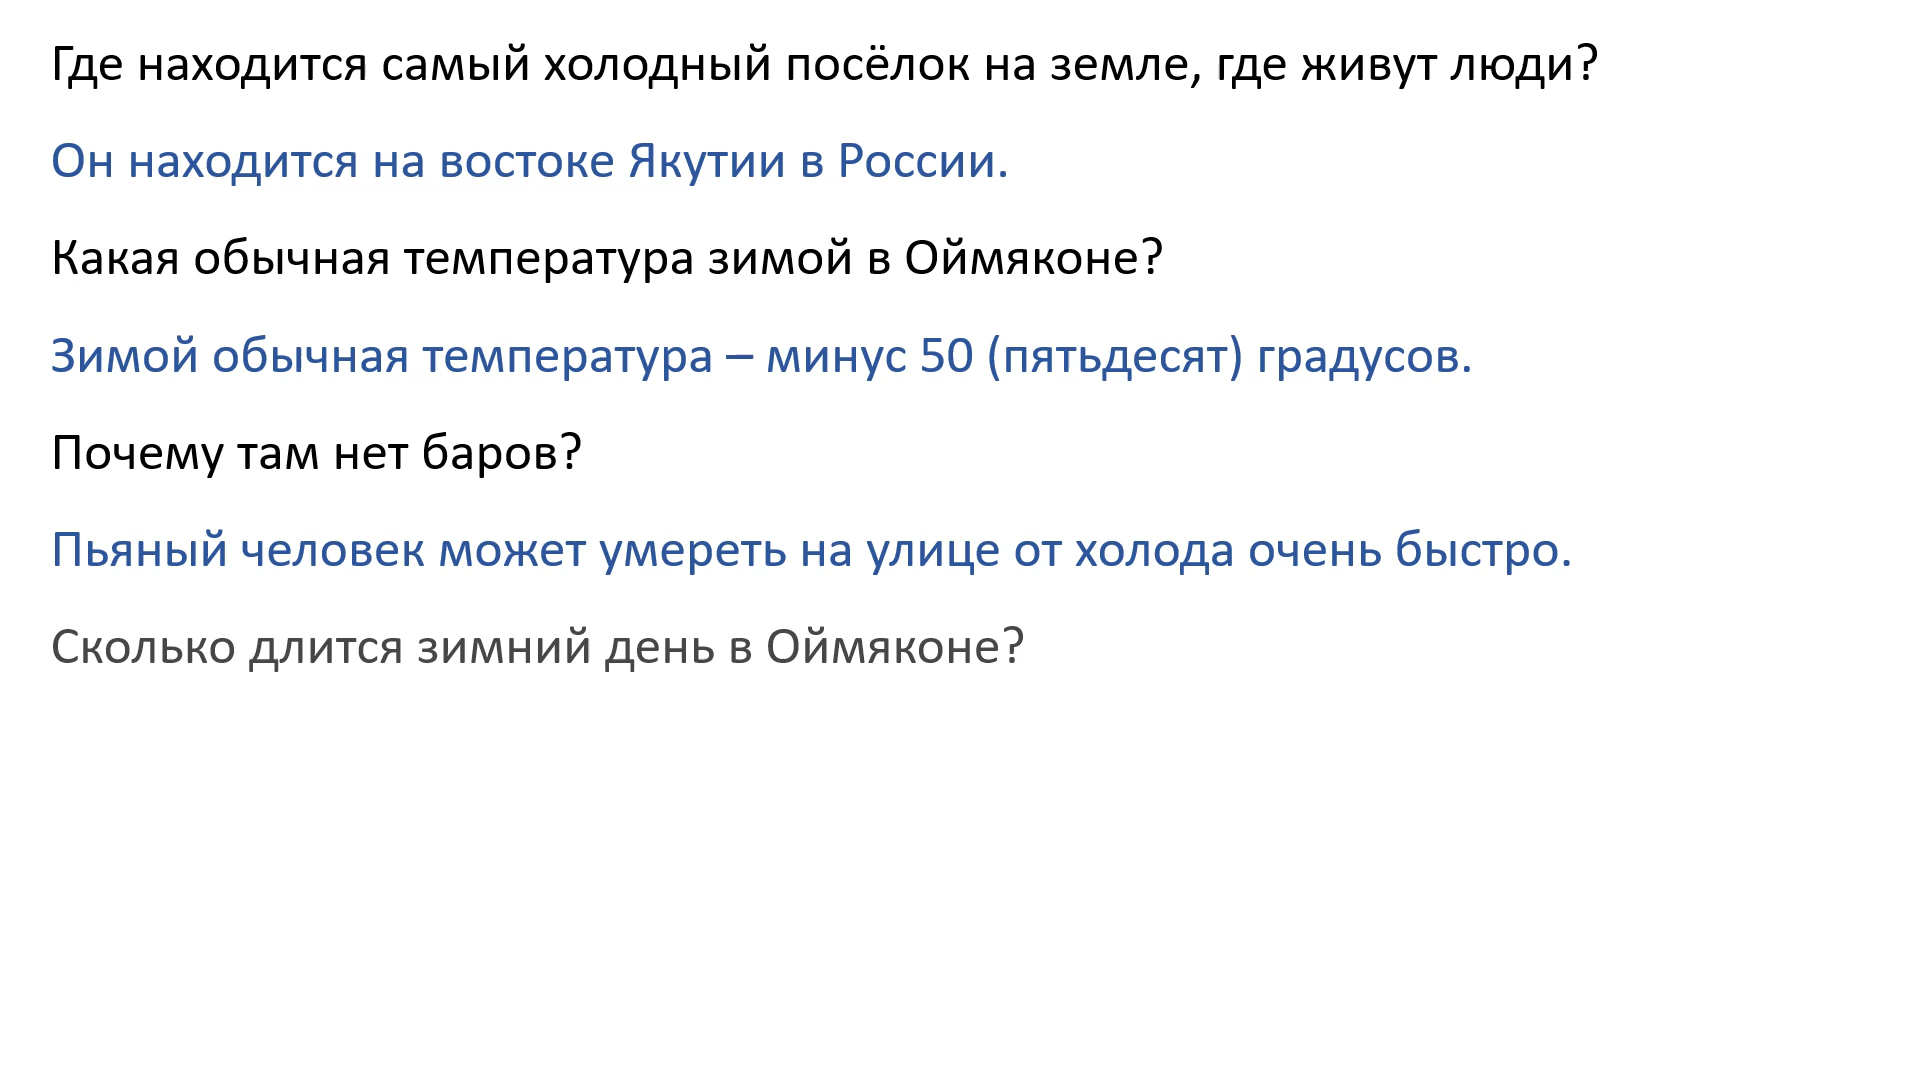 Где находится самый холодный посёлок на земле, где живут люди?
Он находится на востоке Якутии в России.
Какая обычная температура зимой в Оймяконе?
Зимой обычная температура – минус 50 (пятьдесят) градусов.
Почему там нет баров?
Пьяный человек может умереть на улице от холода очень быстро.
Сколько длится зимний день в Оймяконе?